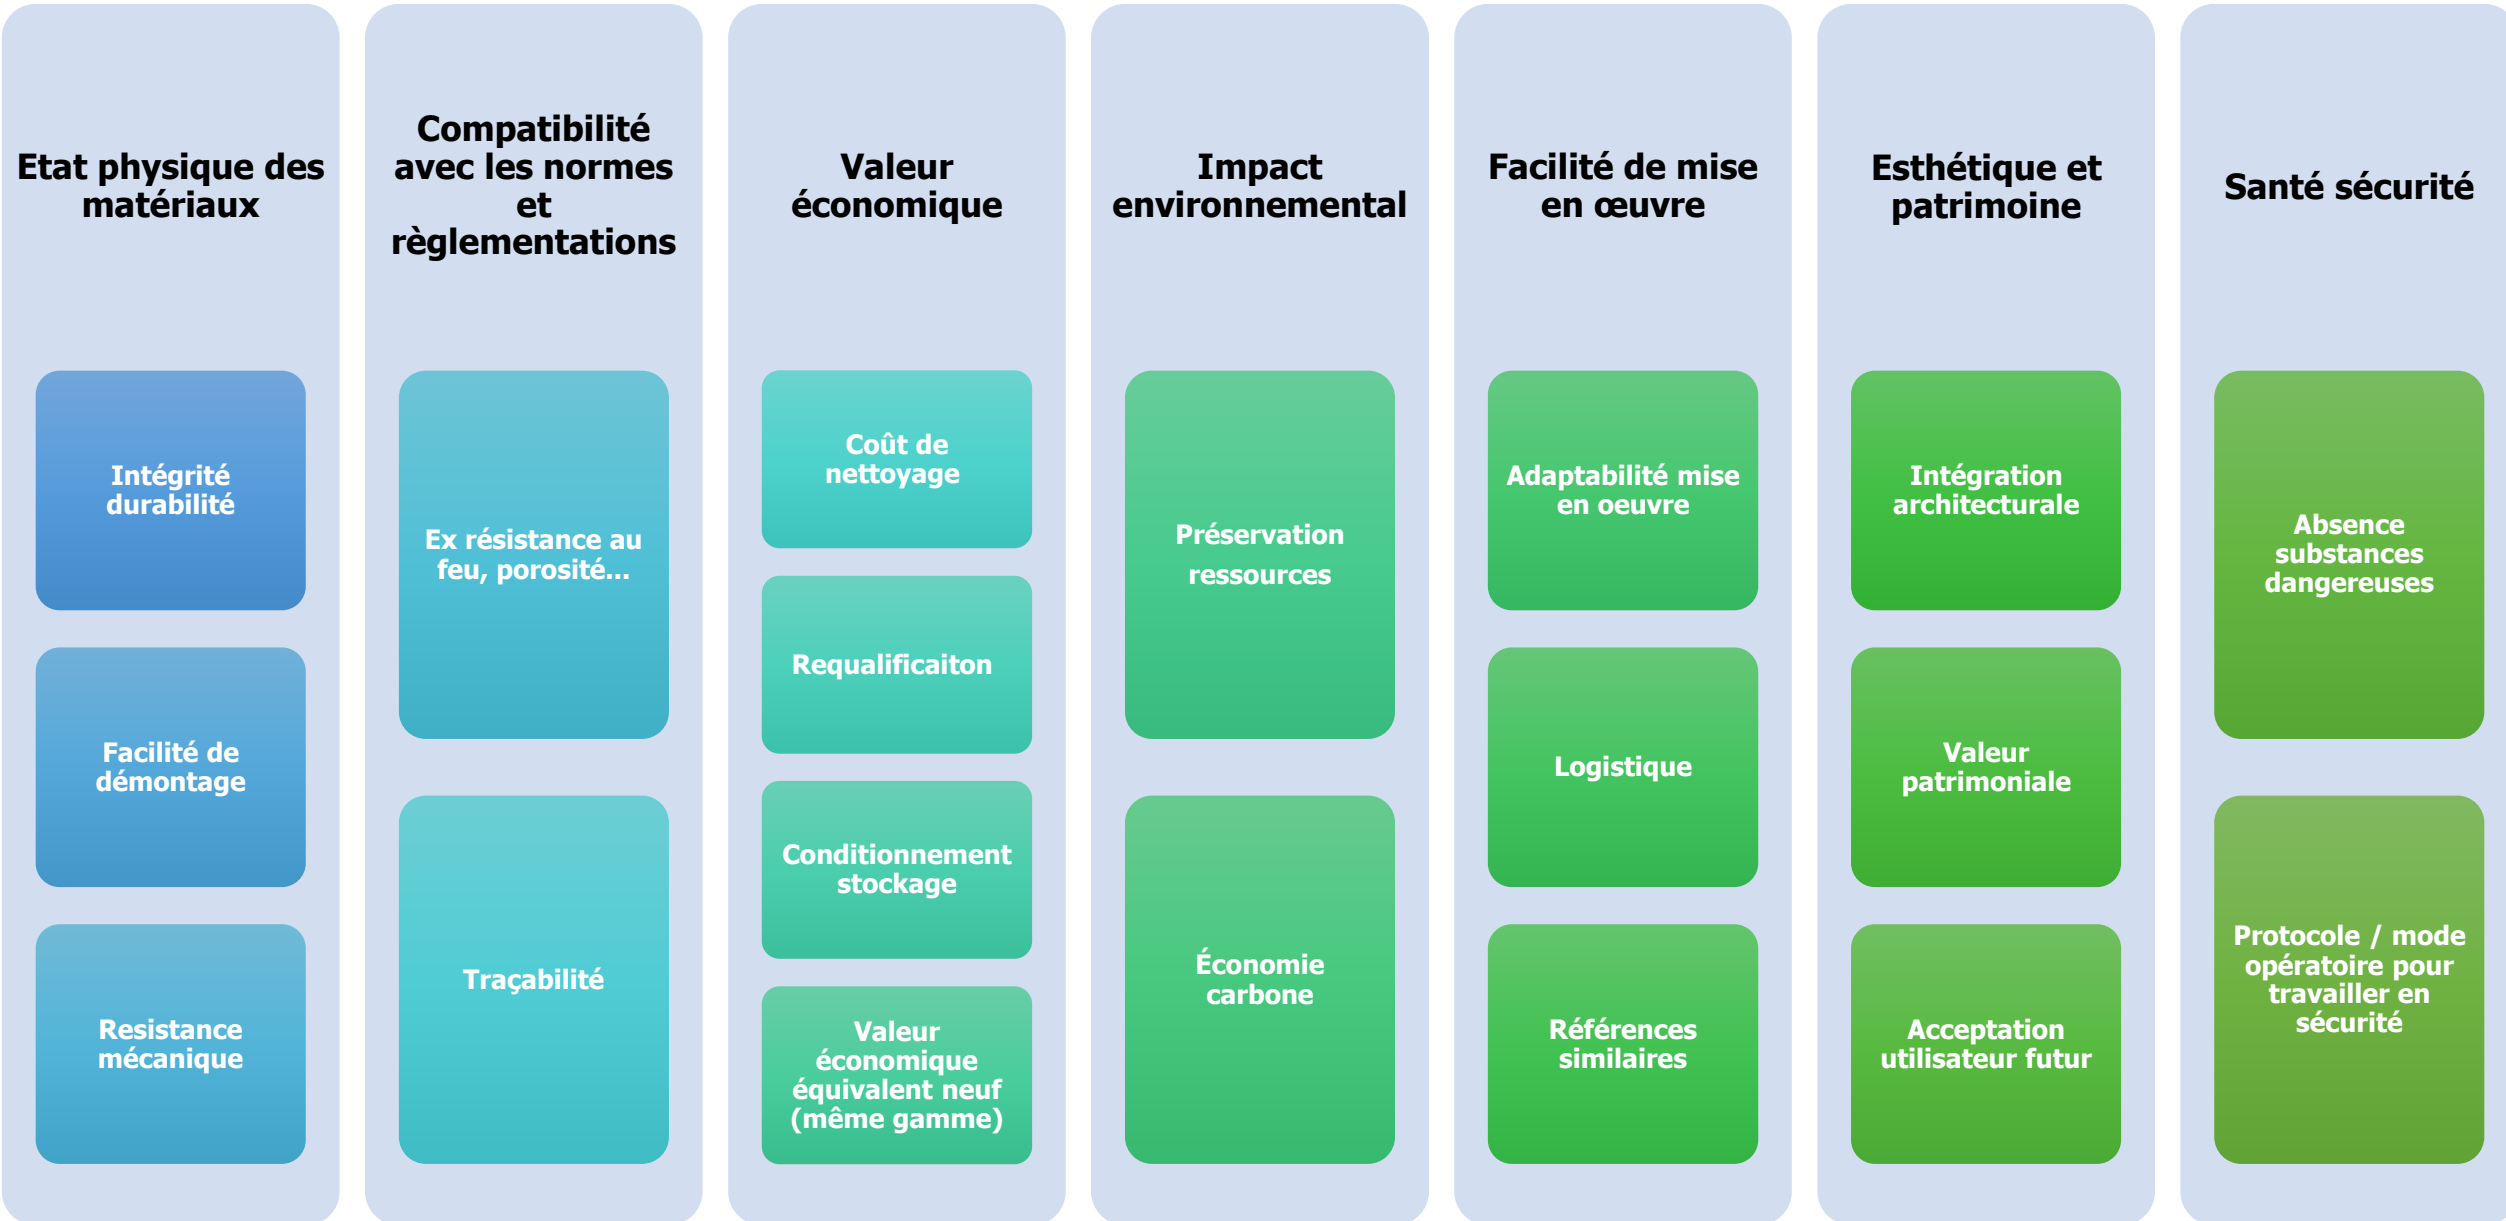 Etat physique des
matériaux
Intégrité
durabilité
Facilité de
démontage
Resistance
mécanique
Compatibilité
avec les normes
et
règlementations
Ex résistance au
feu, porosité...
Traçabilité
Valeur
économique
Coût de
nettoyage
Requalificaiton
Conditionnement
stockage
Valeur
économique
équivalent neuf
(même gamme)
Impact
environnemental
Préservation
ressources
Économie
carbone
Facilité de mise
en œuvre
Adaptabilité mise
en oeuvre
Logistique
Références
similaires
Esthétique et
patrimoine
Intégration
architecturale
Valeur
patrimoniale
Acceptation
utilisateur futur
Santé sécurité
Absence
substances
dangereuses
Protocole / mode
opératoire pour
travailler en
sécurité